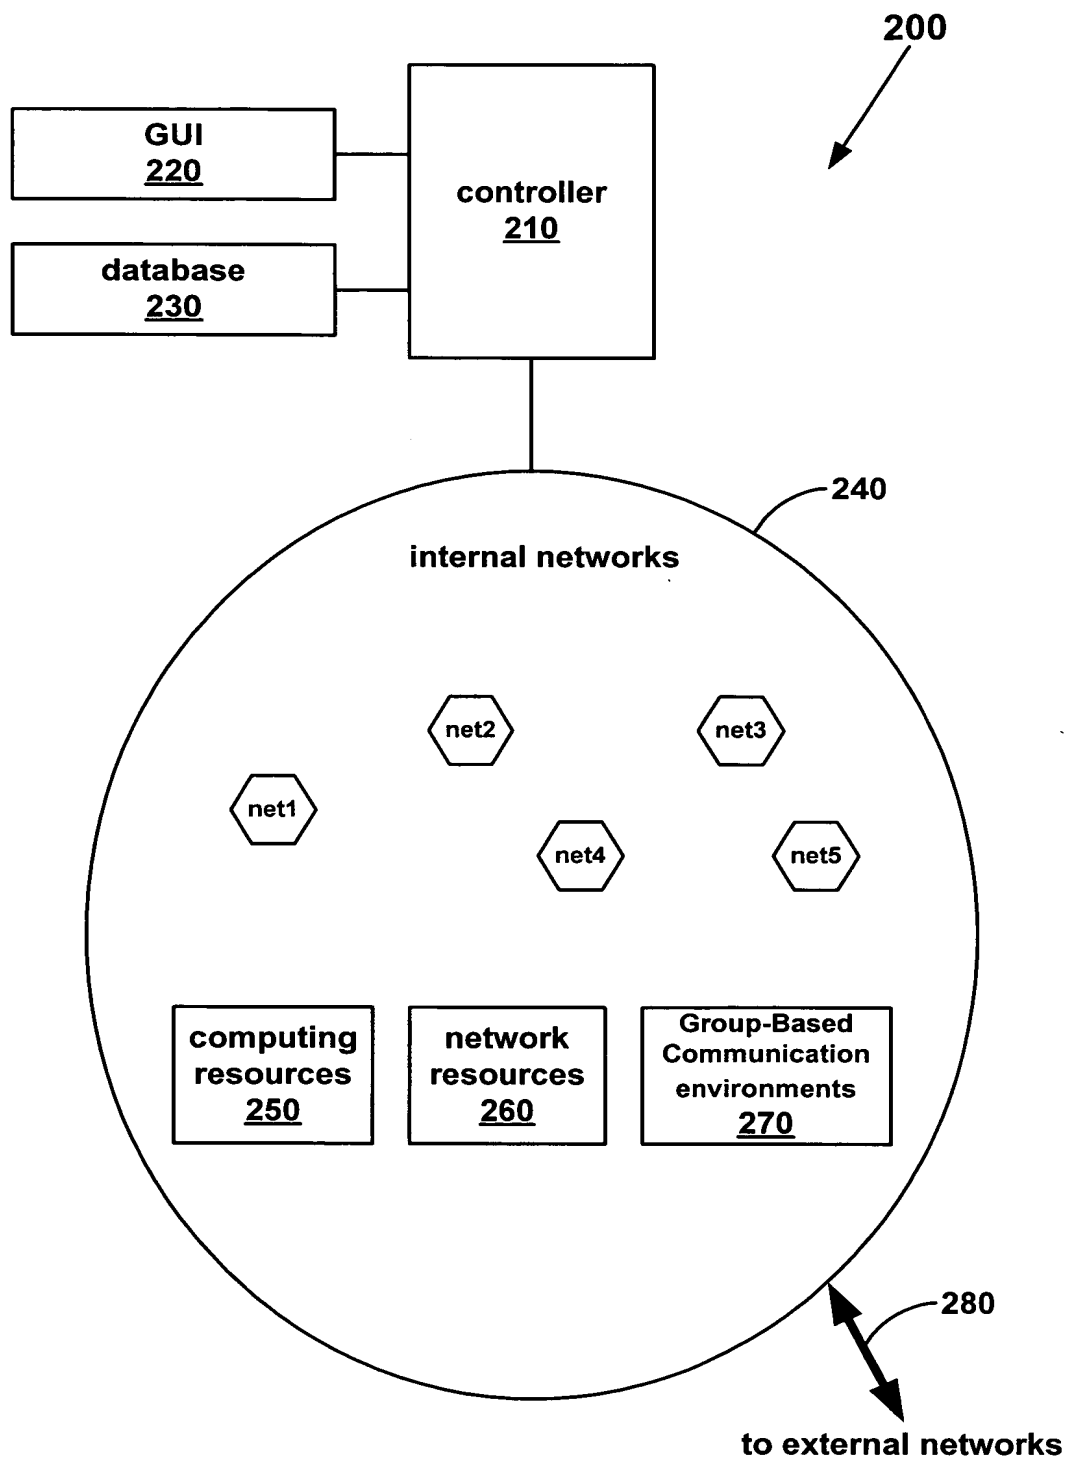 200
GUI
220
controller
210
database
230
240
internal networks
net2
net3
net1
net4
net5
computing
resources
250
network
resources
260
Group-Based
Communication
environments
270
280
to external networks